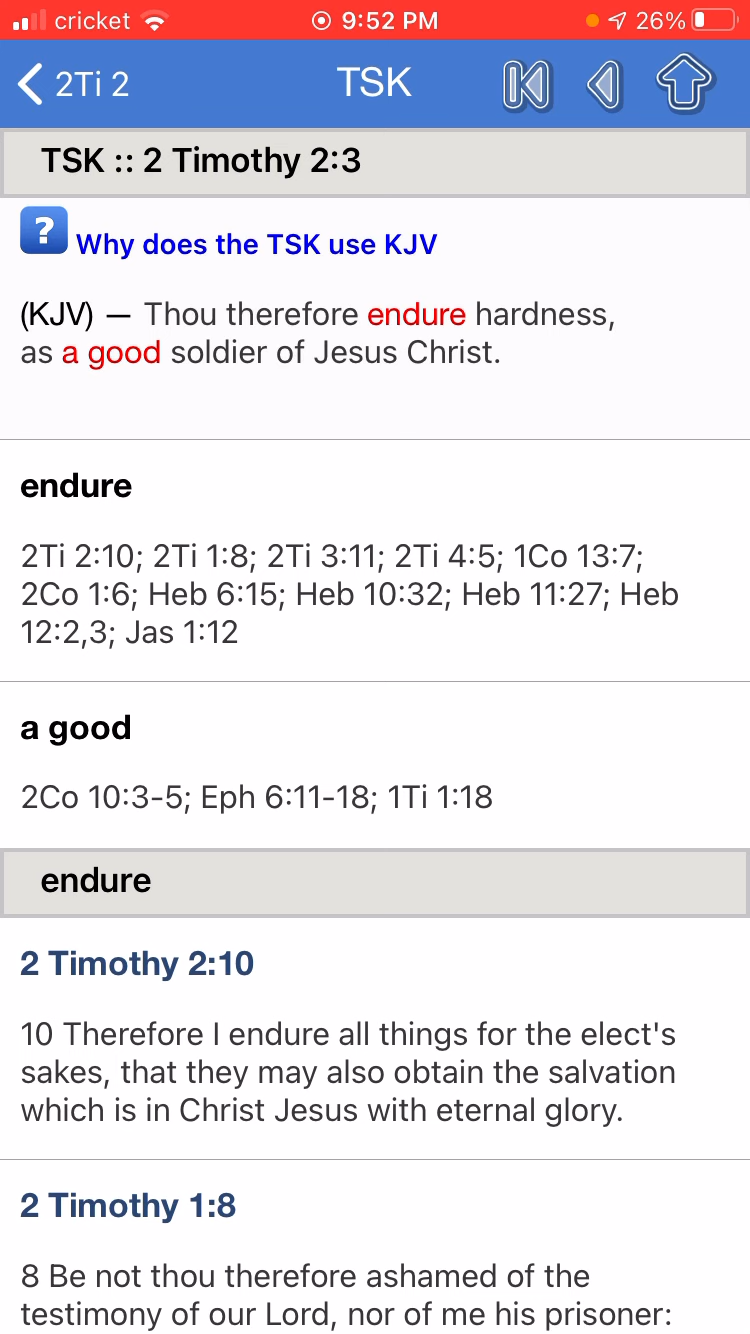 cricket 9:52 PM 26%
2Ti 2 TSK
TSK :: 2 Timothy 2:3
? Why does the TSK use KJV
(KJV) — Thou therefore endure hardness,
as a good soldier of Jesus Christ.
endure
2Ti 2:10; 2Ti 1:8; 2Ti 3:11; 2Ti 4:5; 1Co 13:7;
2Co 1:6; Heb 6:15; Heb 10:32; Heb 11:27; Heb
12:2,3; Jas 1:12
a good
2Co 10:3-5; Eph 6:11-18; 1Ti 1:18
endure
2 Timothy 2:10
10 Therefore I endure all things for the elect's
sakes, that they may also obtain the salvation
which is in Christ Jesus with eternal glory.
2 Timothy 1:8
8 Be not thou therefore ashamed of the
testimony of our Lord, nor of me his prisoner: